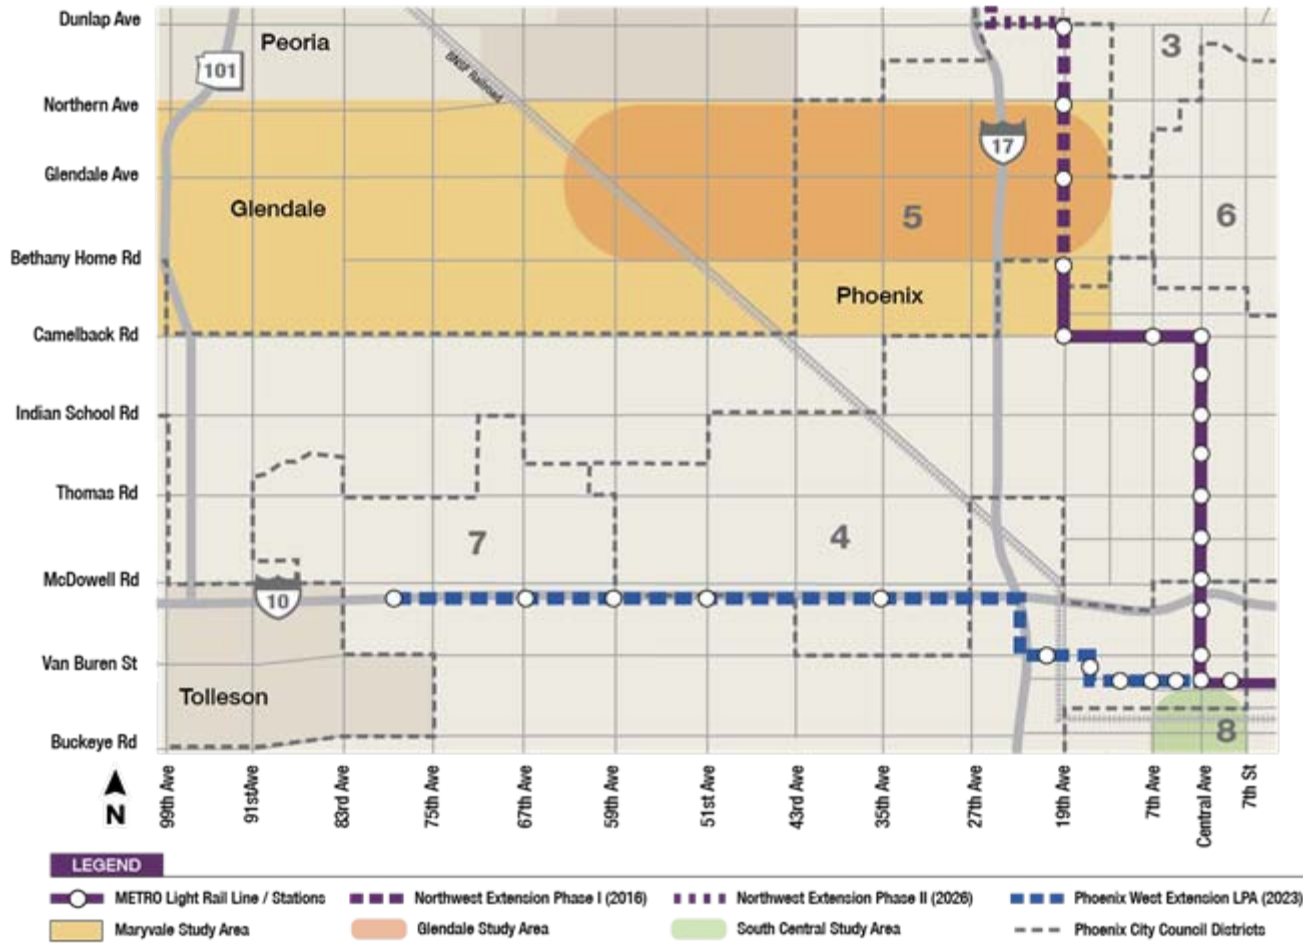 Dunlap Ave
Peoria
3
101
BNSF Railroad
Northern Ave
17
Glendale Ave
Glendale
5
6
Bethany Home Rd
Phoenix
Camelback Rd
Indian School Rd
Thomas Rd
7
4
McDowell Rd
10
Van Buren St
Tolleson
8
Buckeye Rd
N
99th Ave
91stAve
83rd Ave
75th Ave
67th Ave
59th Ave
51st Ave
43rd Ave
35th Ave
27th Ave
19th Ave
7th Ave
Central Ave
7th St
LEGEND
METRO Light Rail Line / Stations
Northwest Extension Phase I (2016)
Northwest Extension Phase II (2026)
Phoenix West Extension LPA (2023)
Maryvale Study Area
Glendale Study Area
South Central Study Area
Phoenix City Council Districts